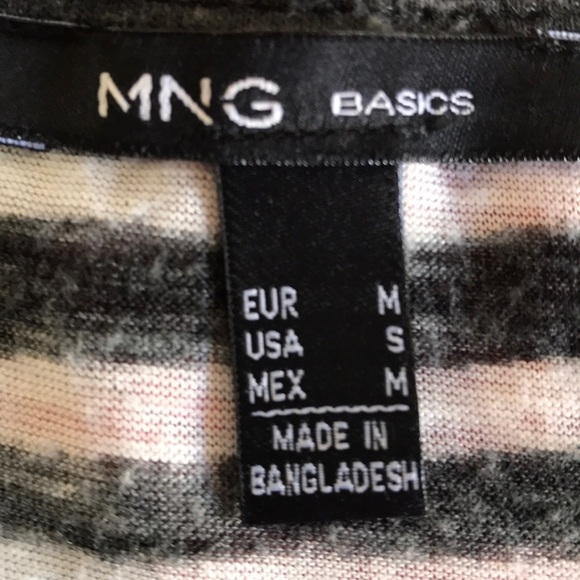 MNG BASICS
EUR M
USA S
MEX M
MADE IN
BANGLADESH